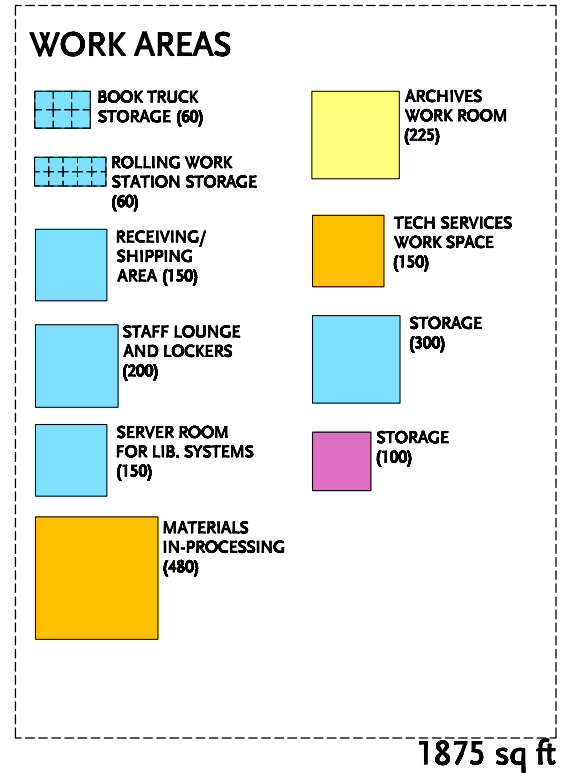 WORK AREAS
BOOK TRUCK
STORAGE (60)
ROLLING WORK
STATION STORAGE
(60)
RECEIVING/
SHIPPING
AREA (150)
STAFF LOUNGE
AND LOCKERS
(200)
SERVER ROOM
FOR LIB. SYSTEMS
(150)
MATERIALS
IN-PROCESSING
(480)
ARCHIVES
WORK ROOM
(225)
TECH SERVICES
WORK SPACE
(150)
STORAGE
(300)
STORAGE
(100)
1875 sq ft